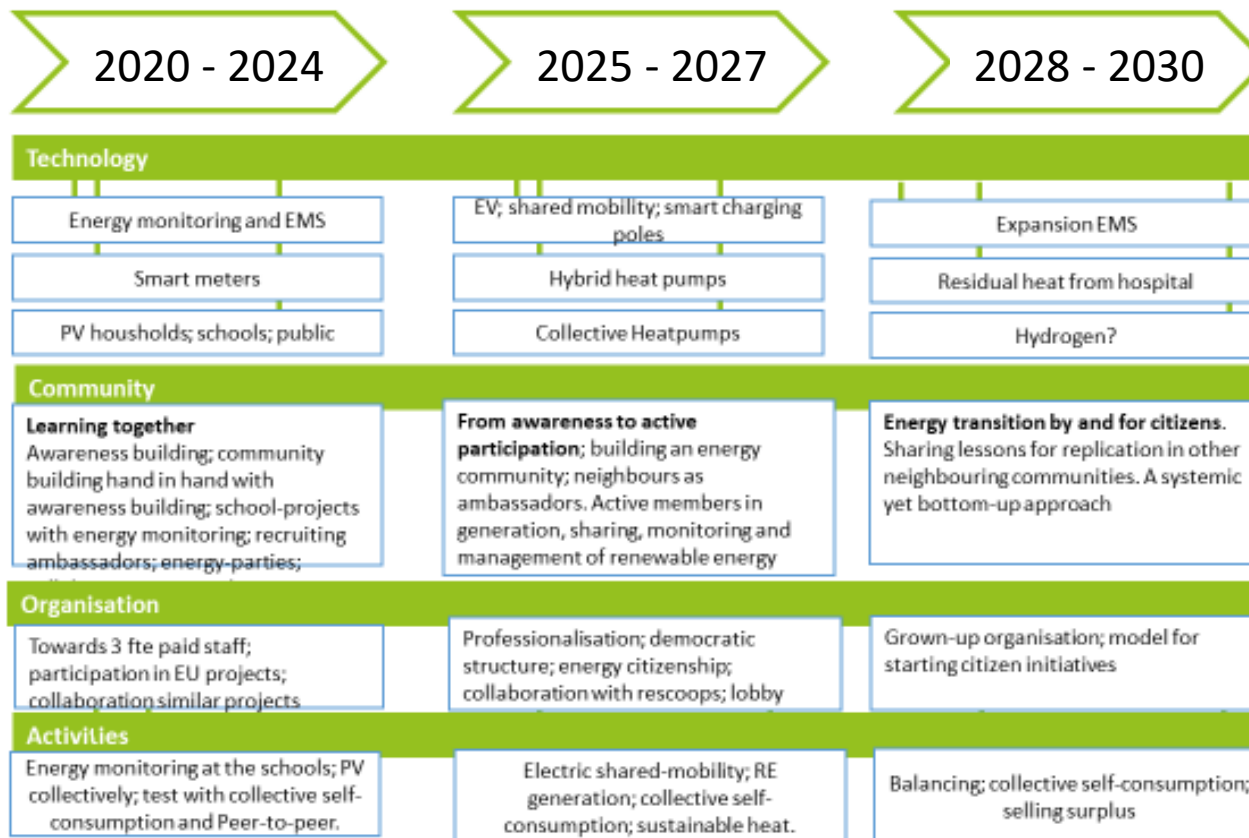 2020 - 2024
2025 - 2027
2028 - 2030
Technology
Energy monitoring and EMS
Smart meters
PV housholds; schools; public
EV; shared mobility; smart charging
poles
Hybrid heat pumps
Collective Heatpumps
Expansion EMS
Residual heat from hospital
Hydrogen?
Community
Learning together
Awareness building; community
building hand in hand with
awareness building; school-projects
with energy monitoring; recruiting
ambassadors; energy-parties;
From awareness to active
participation; building an energy
community; neighbours as
ambassadors. Active members in
generation, sharing, monitoring and
management of renewable energy
Energy transition by and for citizens.
Sharing lessons for replication in other
neighbouring communities. A systemic
yet bottom-up approach
Organisation
Towards 3 fte paid staff;
participation in EU projects;
collaboration similar projects
Professionalisation; democratic
structure; energy citizenship;
collaboration with rescoops; lobby
Grown-up organisation; model for
starting citizen initiatives
Activities
Energy monitoring at the schools; PV
collectively; test with collective self-
consumption and Peer-to-peer.
Electric shared-mobility; RE
generation; collective self-
consumption; sustainable heat.
Balancing; collective self-consumption;
selling surplus